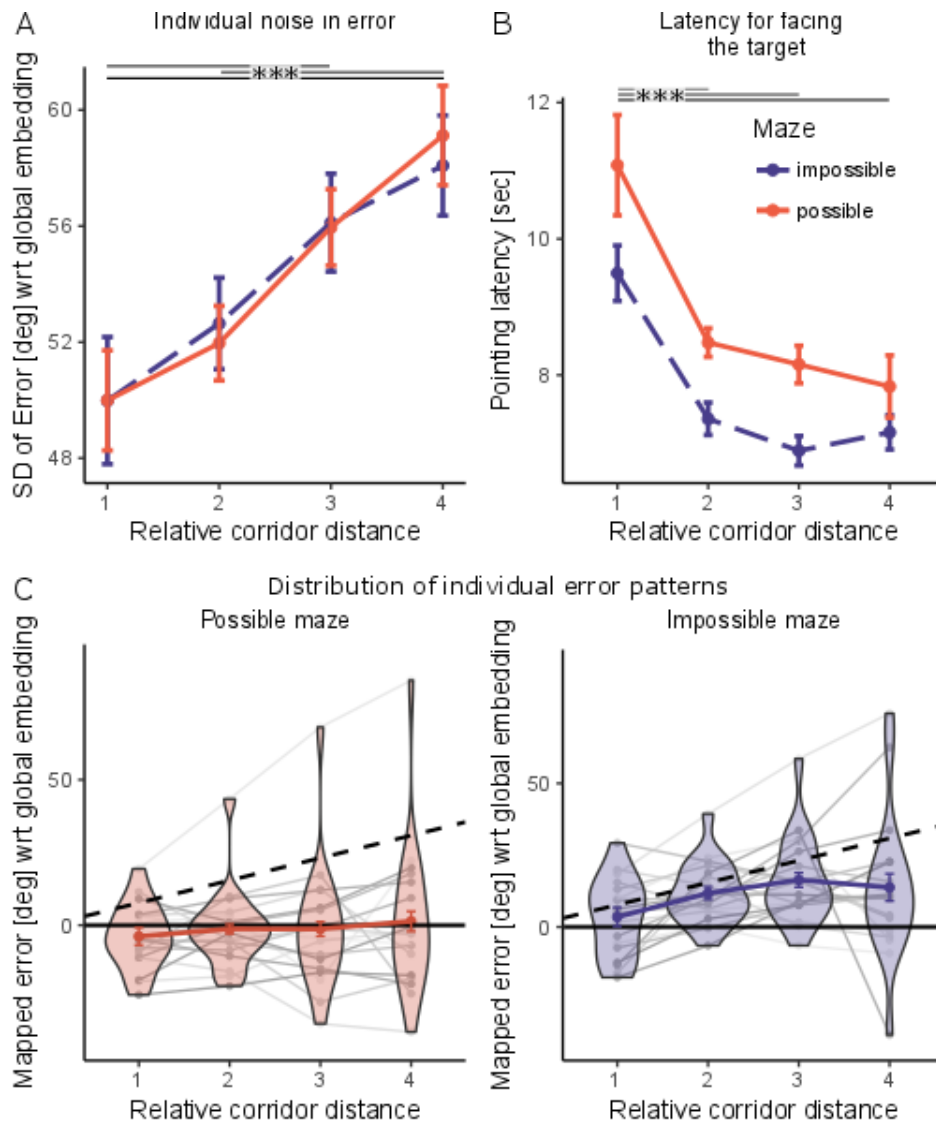 A
Individual noise in error
SD of Error [deg] wrt global embedding
60
56
52
48
***
1 2 3 4
Relative corridor distance
B
Latency for facing
the target
Pointing latency [sec]
12
10
8
***
Maze
impossible
possible
1 2 3 4
Relative corridor distance
C
Distribution of individual error patterns
Possible maze
Mapped error [deg] wrt global embedding
50
0
1 2 3 4
Relative corridor distance
Impossible maze
Mapped error [deg] wrt global embedding
50
0
1 2 3 4
Relative corridor distance